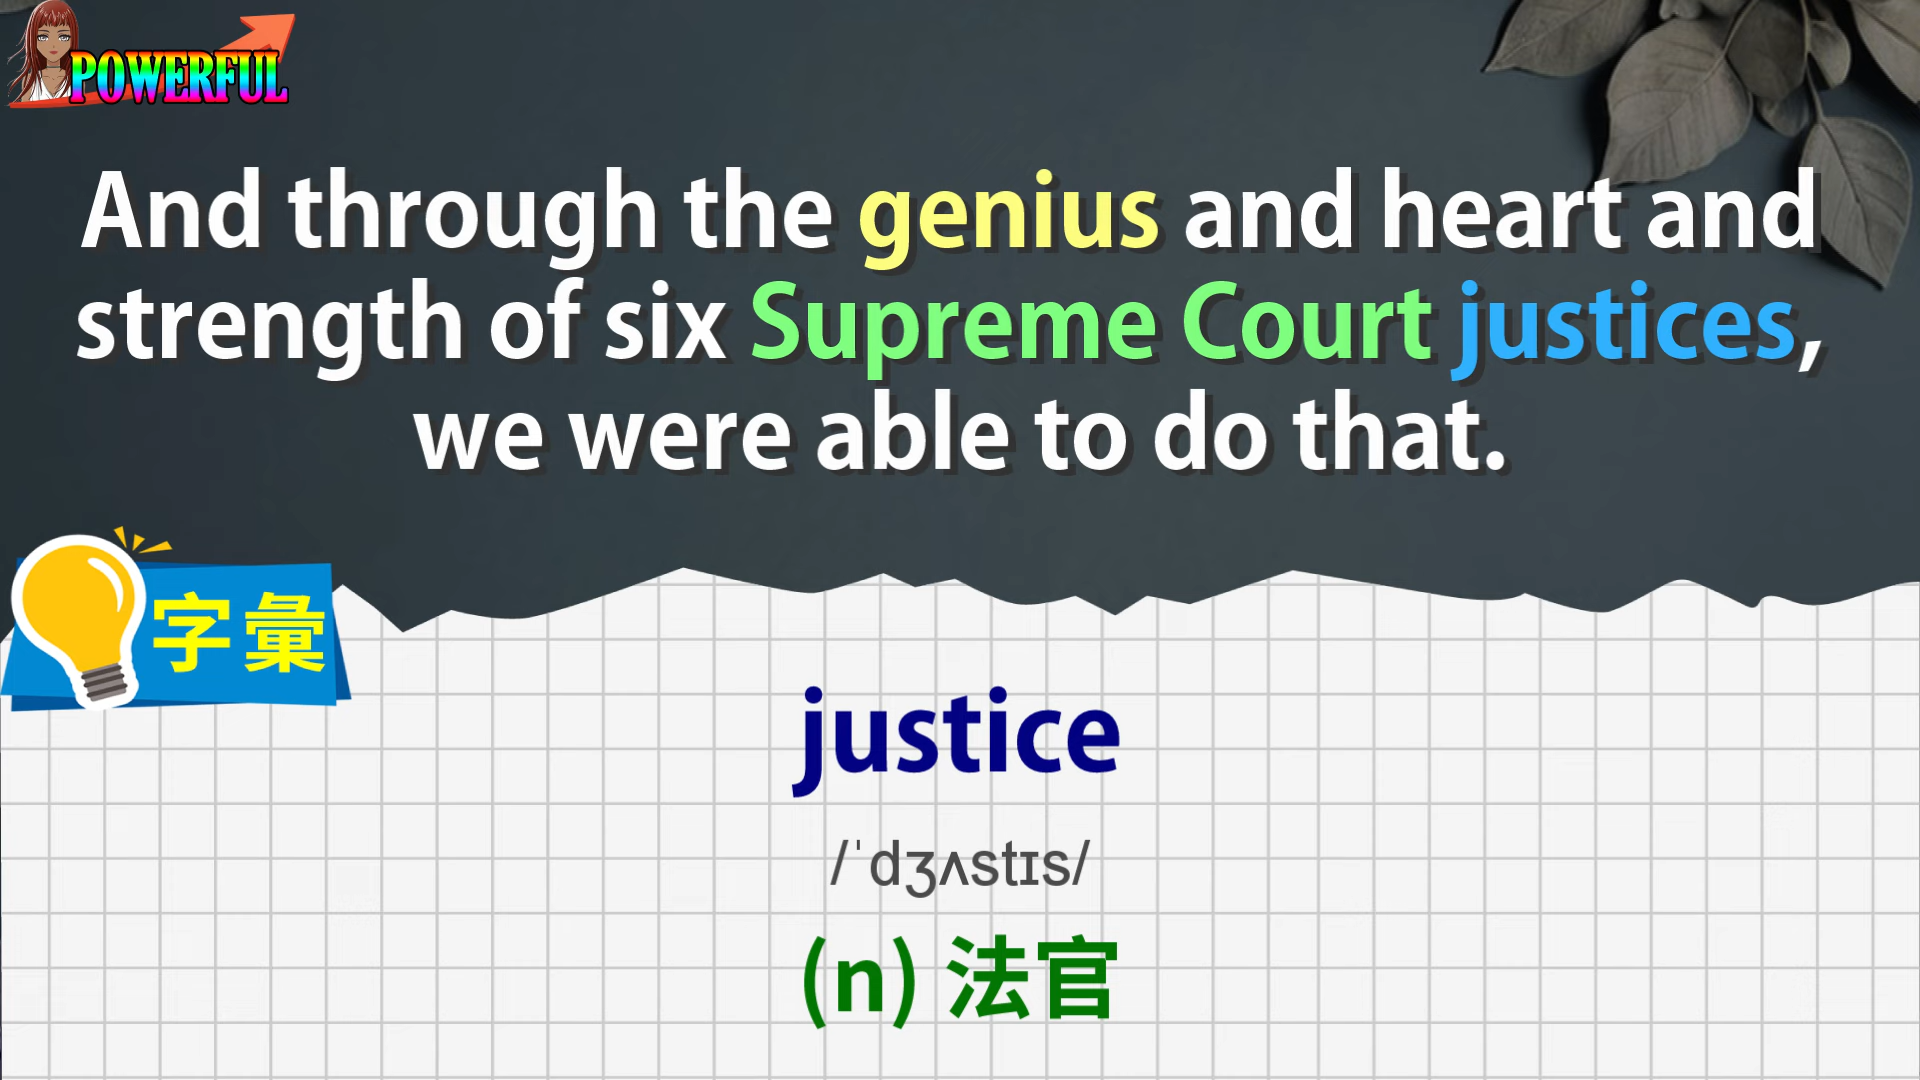 POWERFUL
And through the genius and heart and
strength of six Supreme Court justices,
we were able to do that.
字彙
justice
/ˈdʒʌstɪs/
(n) 法官